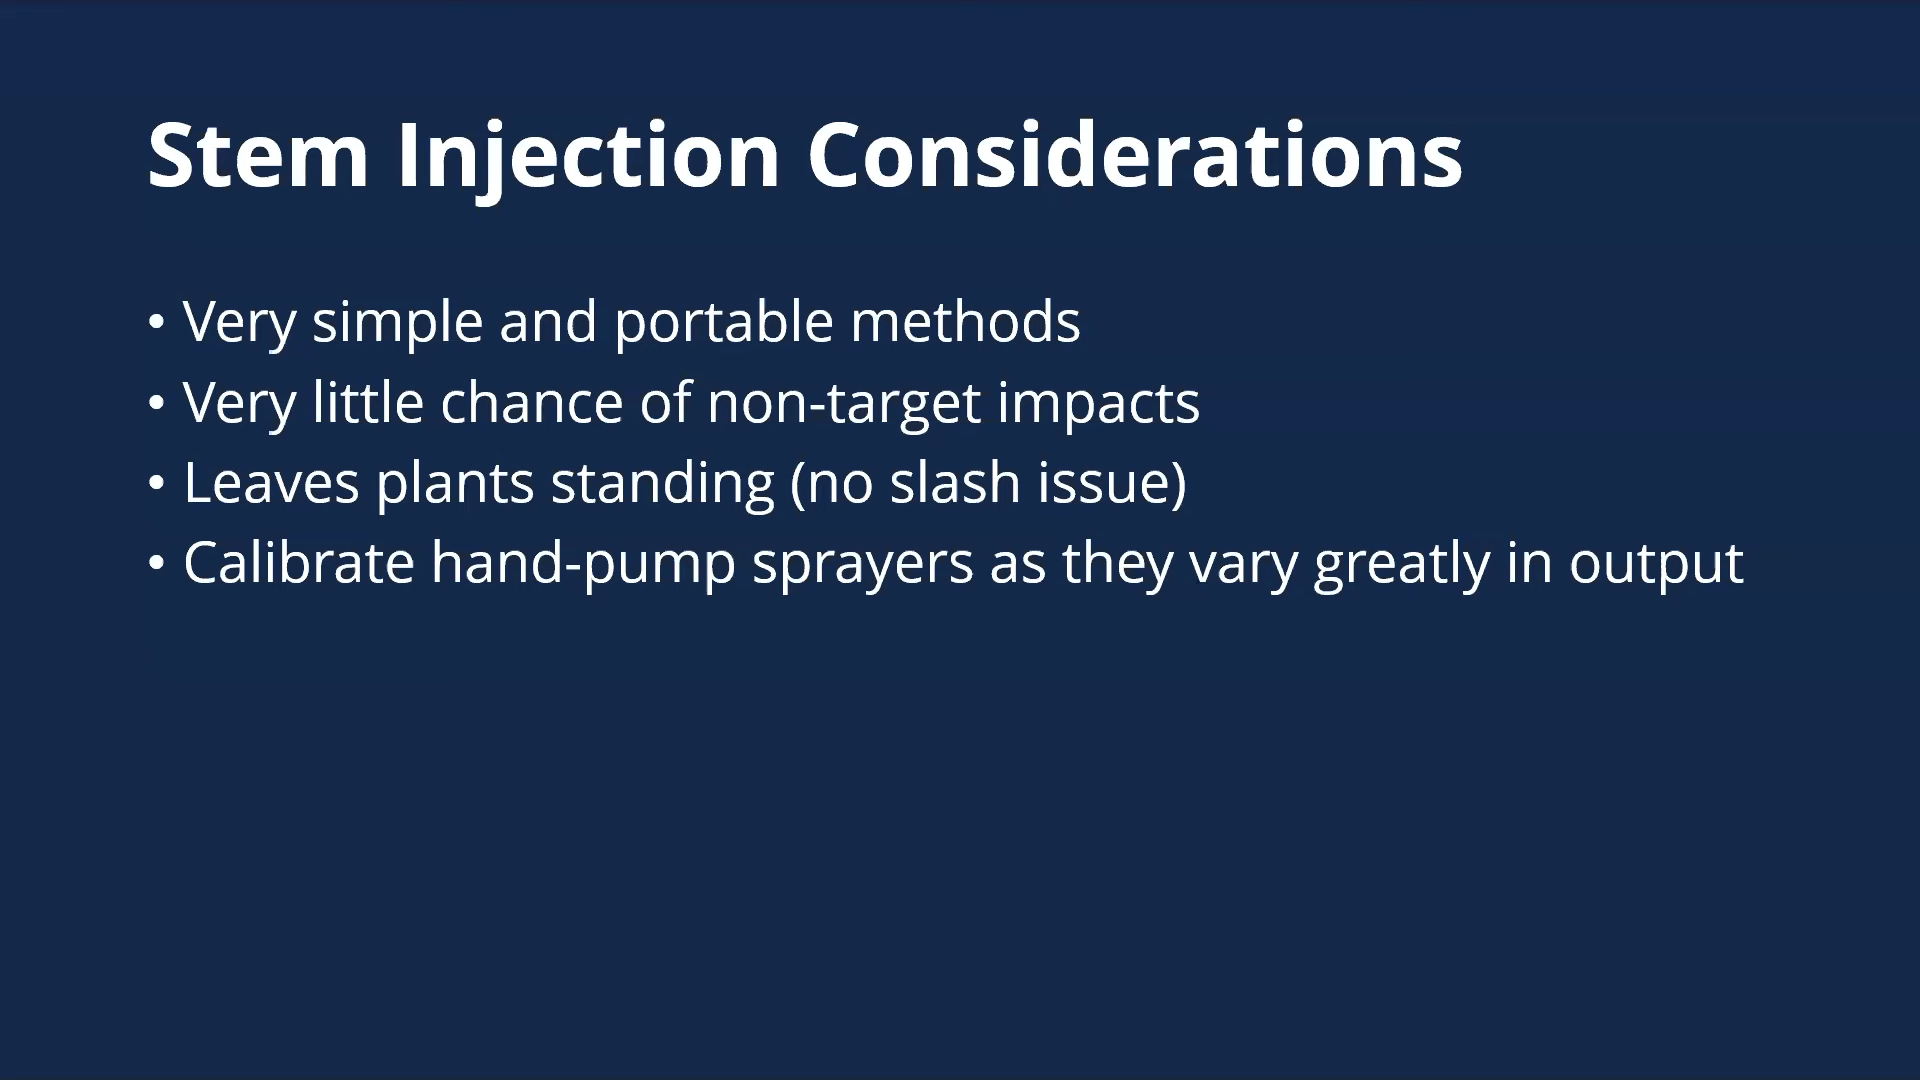 Stem Injection Considerations
• Very simple and portable methods
• Very little chance of non-target impacts
• Leaves plants standing (no slash issue)
• Calibrate hand-pump sprayers as they vary greatly in output